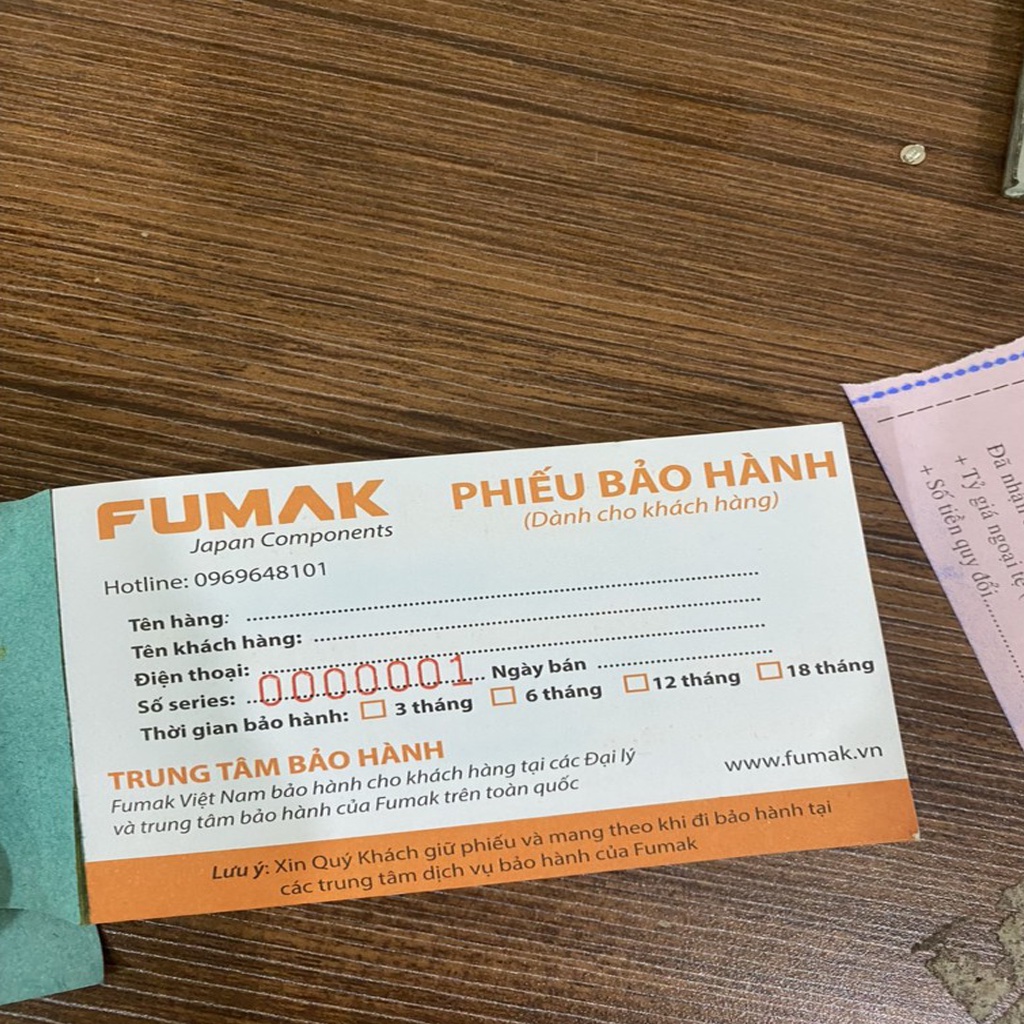 FUMAK
Japan Components
PHIẾU BẢO HÀNH
(Dành cho khách hàng)
Hotline: 0969648101
Tên hàng: ........................
Tên khách hàng: ........................
Điện thoại: ........................
Số series: 0000001 Ngày bán ........................
Thời gian bảo hành: 3 tháng 6 tháng 12 tháng 18 tháng
TRUNG TÂM BẢO HÀNH
Fumak Việt Nam bảo hành cho khách hàng tại các Đại lý
và trung tâm bảo hành của Fumak trên toàn quốc
www.fumak.vn
Lưu ý: Xin Quý Khách giữ phiếu và mang theo khi đi bảo hành tại
các trung tâm dịch vụ bảo hành của Fumak
Đã nhận
+ Tỷ giá ngoại tệ (
+ Số tiền quy đổi........................